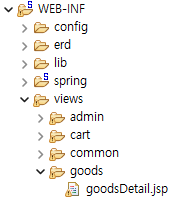 WEB-INF
config
erd
lib
spring
views
admin
cart
common
goods
goodsDetail.jsp